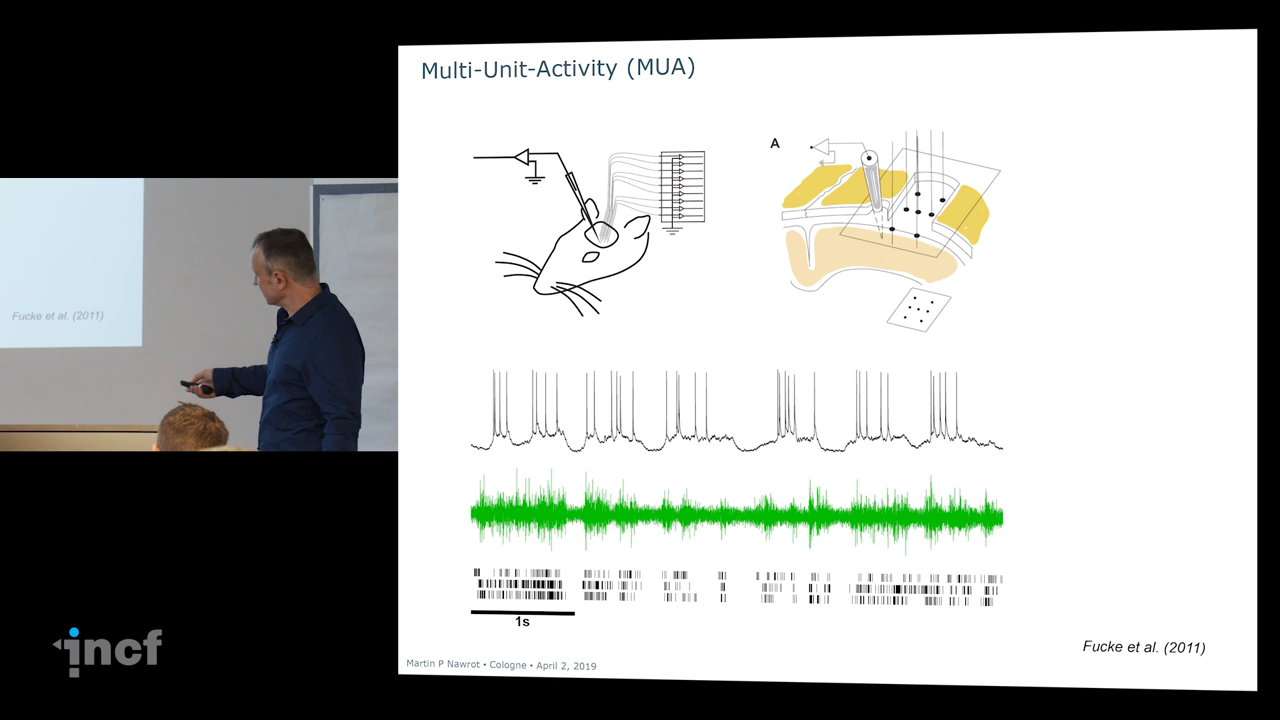 Multi-Unit-Activity (MUA)
A
Fucke et al. (2011)
1s
Fucke et al. (2011)
Martin P Nawrot • Cologne • April 2, 2019
incf